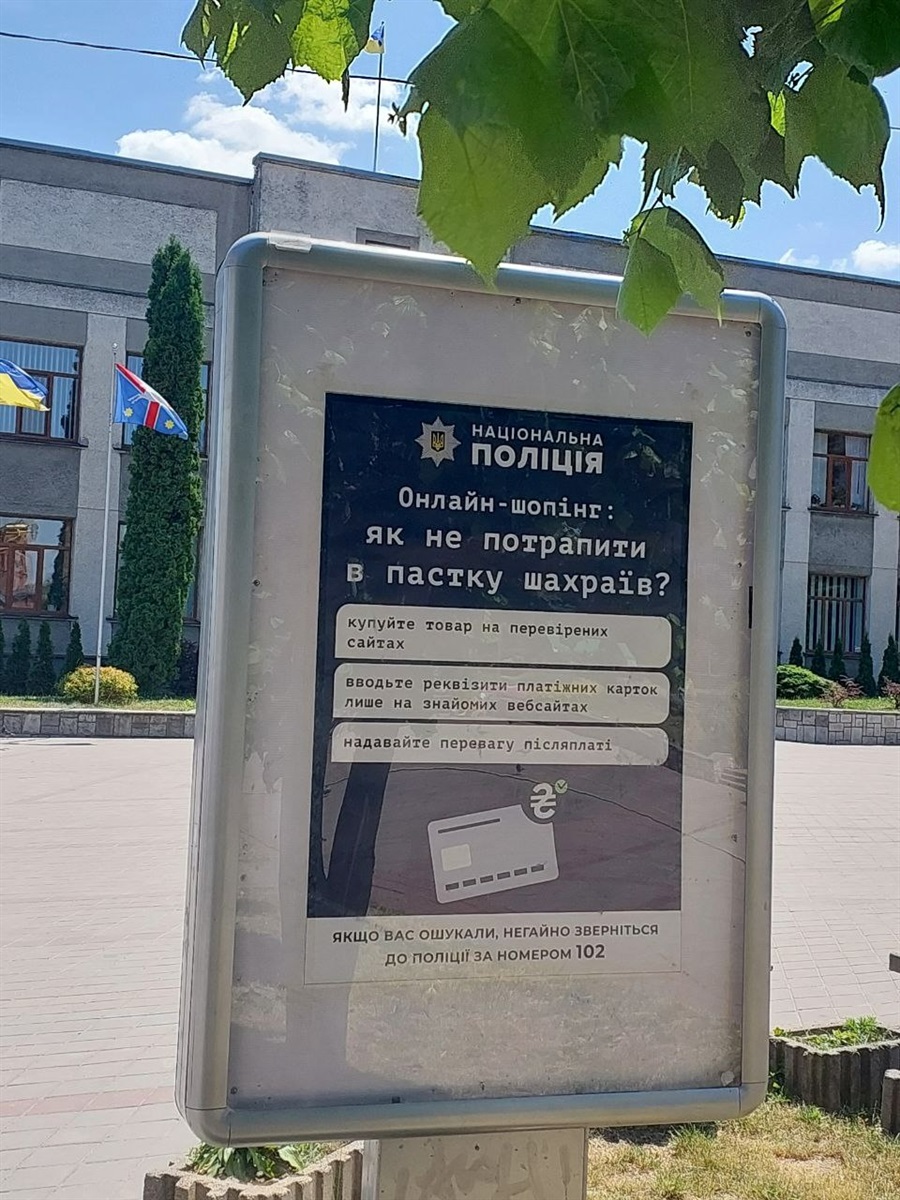 НАЦІОНАЛЬНА
ПОЛІЦІЯ
Онлайн-шопінг:
як не потрапити
в пастку шахраїв?
купуйте товар на перевірених
сайтах
вводьте реквізити платіжних карток
лише на знайомих вебсайтах
надавайте перевагу післяплаті
₴
ЯКЩО ВАС ОШУКАЛИ, НЕГАЙНО ЗВЕРНІТЬСЯ
ДО ПОЛІЦІЇ ЗА НОМЕРОМ 102